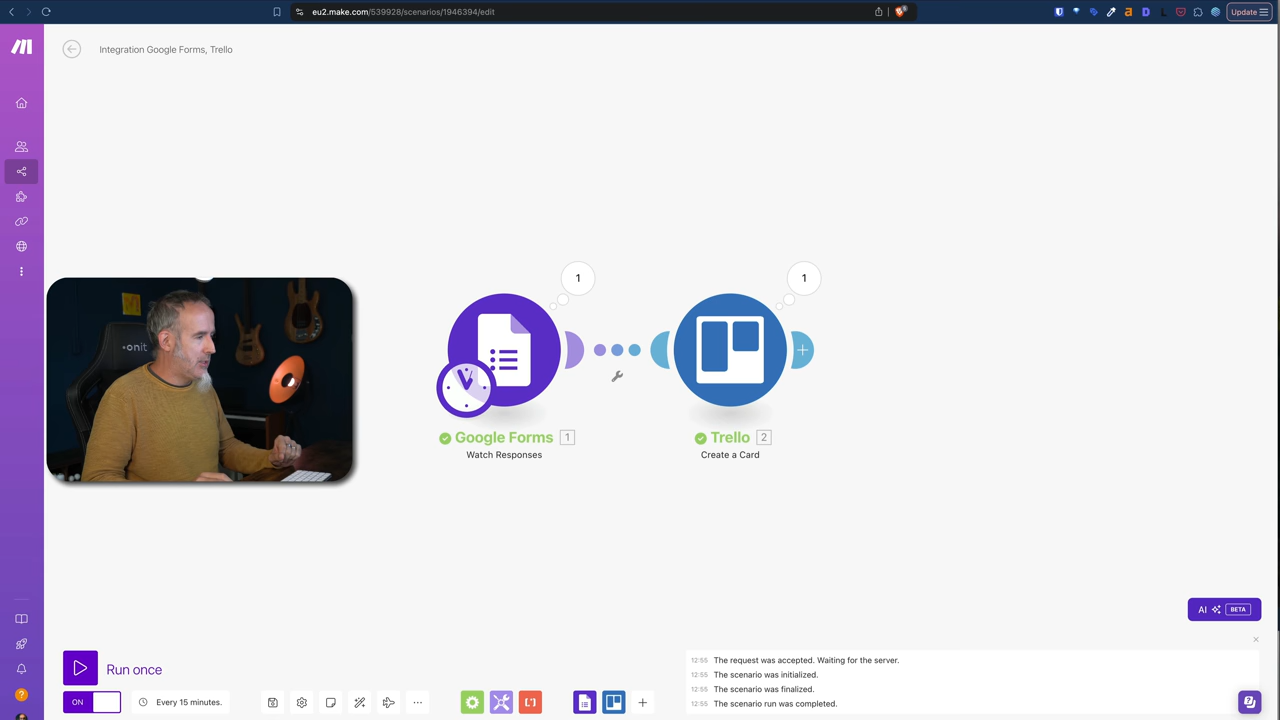 eu2.make.com/539928/scenarios/1946394/edit
Update
Integration Google Forms, Trello
1
1
onit
Google Forms 1
Watch Responses
Trello 2
Create a Card
AI BETA
Run once
ON
Every 15 minutes.
12:55 The request was accepted. Waiting for the server.
12:55 The scenario was initialized.
12:55 The scenario was finalized.
12:55 The scenario run was completed.